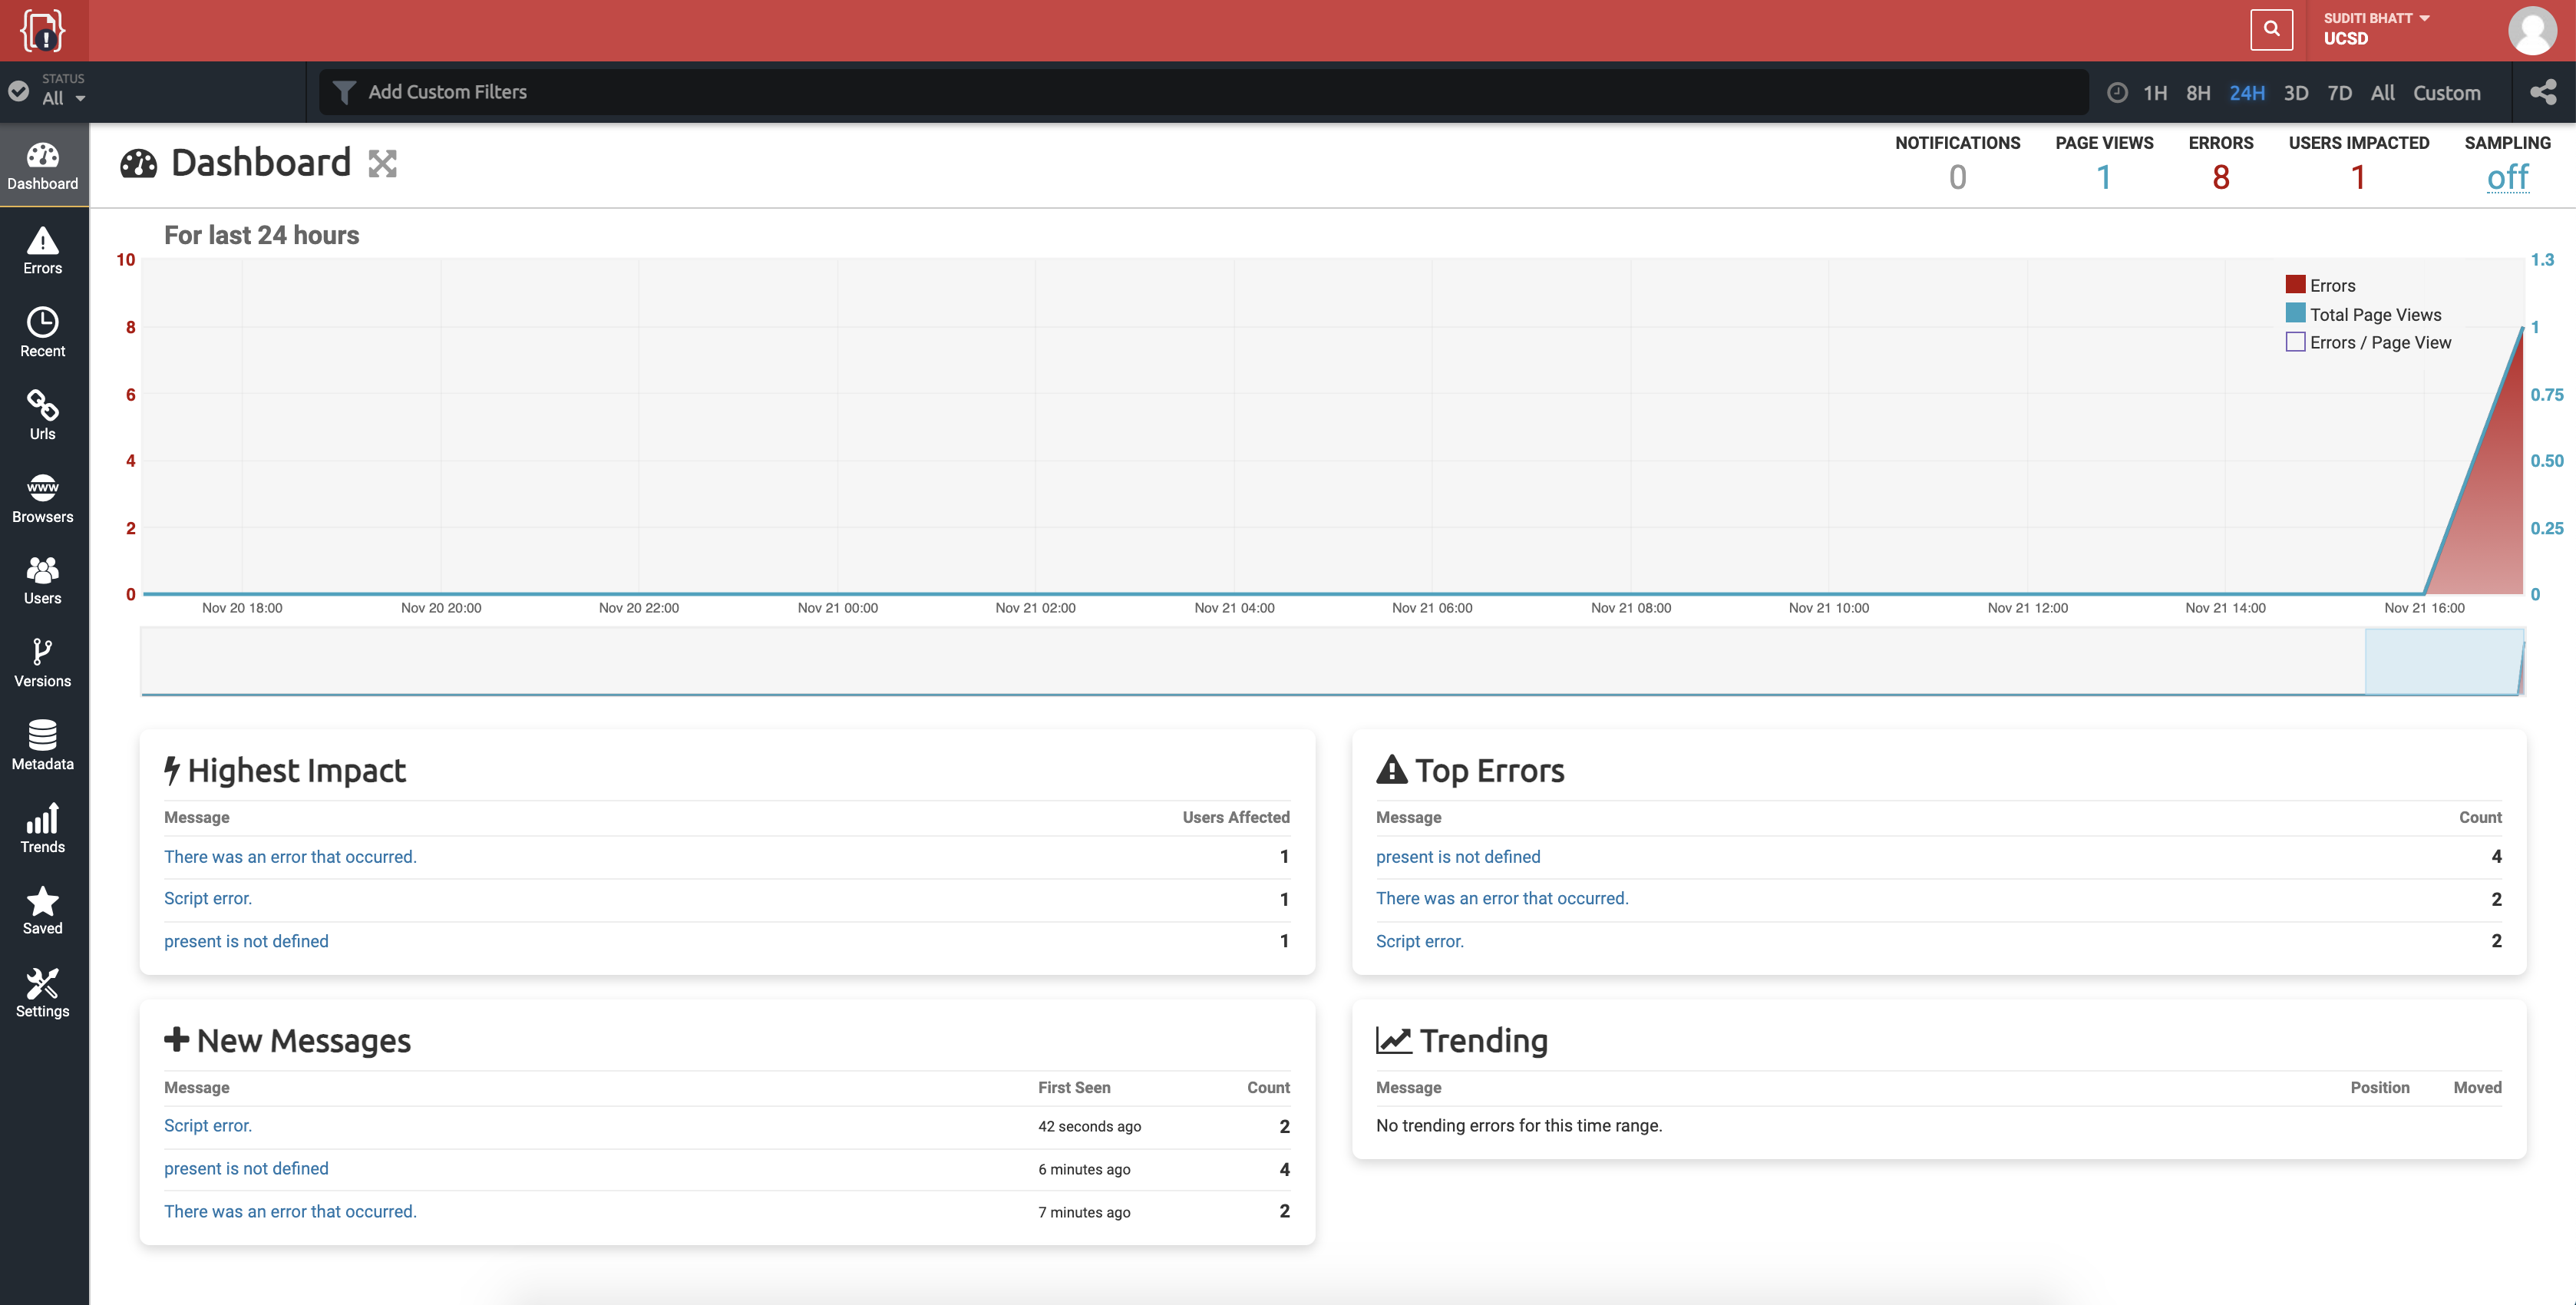 SUDITI BHATT
UCSD
STATUS
All
Add Custom Filters
1H 8H 24H 3D 7D All Custom
Dashboard
Errors
Recent
Urls
www
Browsers
Users
Versions
Metadata
Trends
Saved
Settings
Dashboard
NOTIFICATIONS PAGE VIEWS ERRORS USERS IMPACTED SAMPLING
0 1 8 1 off
For last 24 hours
10
8
6
4
2
0
1.3
1
0.75
0.50
0.25
0
Errors
Total Page Views
Errors / Page View
Nov 20 18:00 Nov 20 20:00 Nov 20 22:00 Nov 21 00:00 Nov 21 02:00 Nov 21 04:00 Nov 21 06:00 Nov 21 08:00 Nov 21 10:00 Nov 21 12:00 Nov 21 14:00 Nov 21 16:00
Highest Impact
Message Users Affected
There was an error that occurred. 1
Script error. 1
present is not defined 1
Top Errors
Message Count
present is not defined 4
There was an error that occurred. 2
Script error. 2
New Messages
Message First Seen Count
Script error. 42 seconds ago 2
present is not defined 6 minutes ago 4
There was an error that occurred. 7 minutes ago 2
Trending
Message Position Moved
No trending errors for this time range.